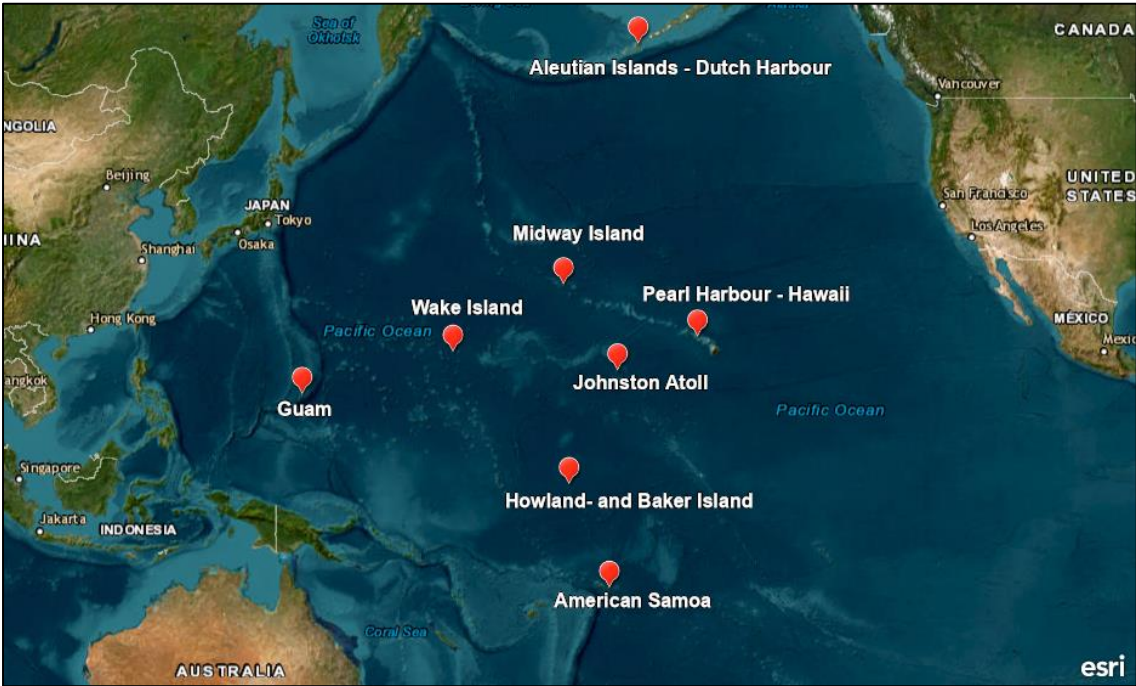 Sea of
Okhotsk
CANADA
Aleutian Islands - Dutch Harbour
Vancouver
NGOLIA
Beijing
UNITED
STATES
San Francisco
JAPAN
Tokyo
Los Angeles
Osaka
INA
Shanghai
Midway Island
Pearl Harbour - Hawaii
Wake Island
Hong Kong
Pacific Ocean
MÉXICO
Mexic
angkok
Johnston Atoll
Guam
Pacific Ocean
Singapore
Howland- and Baker Island
Jakarta
INDONESIA
American Samoa
Coral Sea
AUSTRALIA
esri